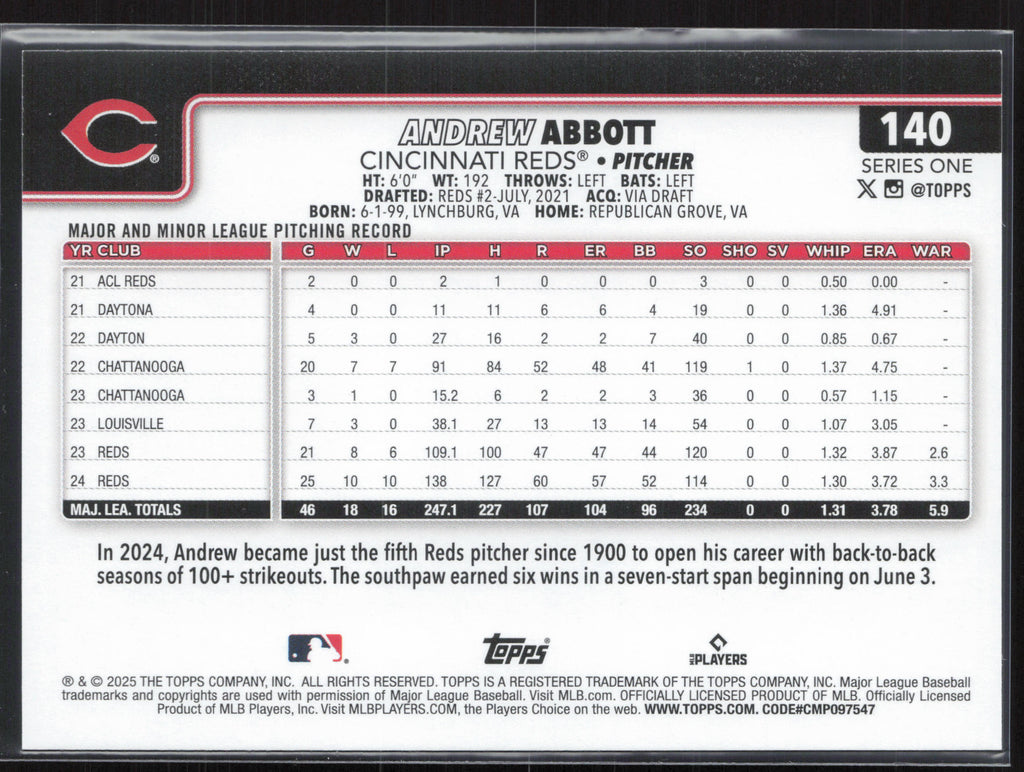 ANDREW ABBOTT
140
CINCINNATI REDS® • PITCHER
SERIES ONE
HT: 6'0" WT: 192 THROWS: LEFT BATS: LEFT
@TOPPS
DRAFTED: REDS #2-JULY, 2021 ACQ: VIA DRAFT
BORN: 6-1-99, LYNCHBURG, VA HOME: REPUBLICAN GROVE, VA
MAJOR AND MINOR LEAGUE PITCHING RECORD
YR CLUB G W L IP H R ER BB SO SHO SV WHIP ERA WAR
21 ACL REDS 2 0 0 2 1 0 0 0 3 0 0 0.50 0.00 -
21 DAYTONA 4 0 0 11 11 6 6 4 19 0 0 1.36 4.91 -
22 DAYTON 5 3 0 27 16 2 2 7 40 0 0 0.85 0.67 -
22 CHATTANOOGA 20 7 7 91 84 52 48 41 119 1 0 1.37 4.75 -
23 CHATTANOOGA 3 1 0 15.2 6 2 2 3 36 0 0 0.57 1.15 -
23 LOUISVILLE 7 3 0 38.1 27 13 13 14 54 0 0 1.07 3.05 -
23 REDS 21 8 6 109.1 100 47 47 44 120 0 0 1.32 3.87 2.6
24 REDS 25 10 10 138 127 60 57 52 114 0 0 1.30 3.72 3.3
MAJ. LEA. TOTALS 46 18 16 247.1 227 107 104 96 234 0 0 1.31 3.78 5.9
In 2024, Andrew became just the fifth Reds pitcher since 1900 to open his career with back-to-back
seasons of 100+ strikeouts. The southpaw earned six wins in a seven-start span beginning on June 3.
Topps®
MLB PLAYERS
® & © 2025 THE TOPPS COMPANY, INC. ALL RIGHTS RESERVED. TOPPS IS A REGISTERED TRADEMARK OF THE TOPPS COMPANY, INC. Major League Baseball
trademarks and copyrights are used with permission of Major League Baseball. Visit MLB.com. OFFICIALLY LICENSED PRODUCT OF MLB. Officially Licensed
Product of MLB Players, Inc. Visit MLBPLAYERS.COM, the Players Choice on the web. WWW.TOPPS.COM. CODE#CMP097547